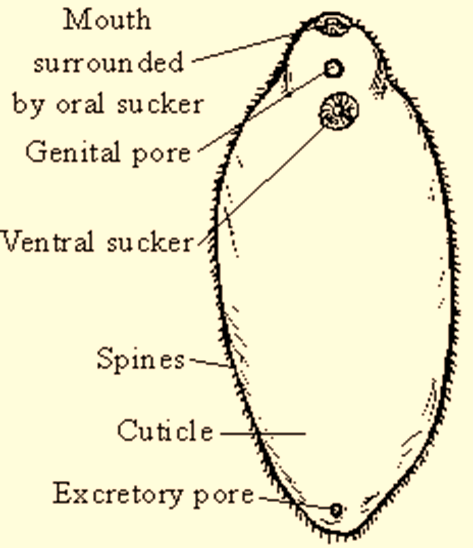 Mouth
surrounded
by oral sucker
Genital pore
Ventral sucker
Spines
Cuticle
Excretory pore